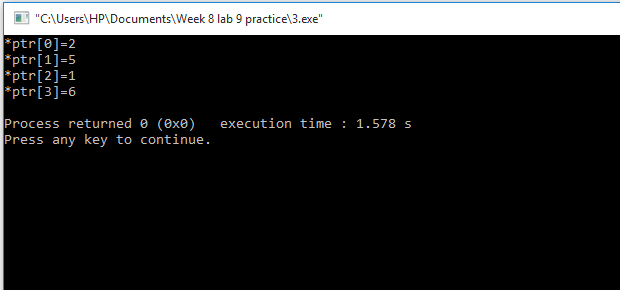 "C:\Users\HP\Documents\Week 8 lab 9 practice\3.exe"
*ptr[0]=2
*ptr[1]=5
*ptr[2]=1
*ptr[3]=6
Process returned 0 (0x0)   execution time : 1.578 s
Press any key to continue.